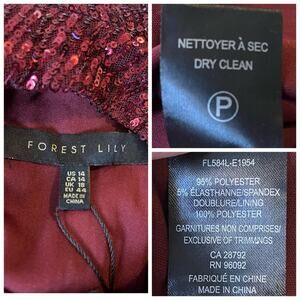 FOREST LILY
US 14
CA 14
UK 18
EU 44
MADE IN
CHINA
NETTOYER À SEC
DRY CLEAN
P
FL584L-E1954
95% POLYESTER
5% ÉLASTHANNE/SPANDEX
DOUBLURE/LINING
100% POLYESTER
GARNITURES NON COMPRISES/
EXCLUSIVE OF TRIMMINGS
CA 28792
RN 96092
FABRIQUÉ EN CHINE
MADE IN CHINA